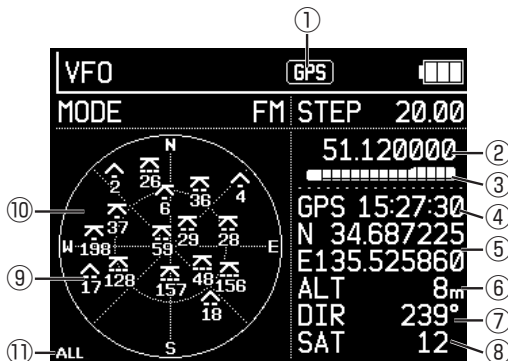 ①
VFO GPS
MODE FM STEP 20.00
51.120000 ②
③
GPS 15:27:30 ④
N 34.687225
E135.525860 ⑤
ALT 8m ⑥
DIR 239° ⑦
SAT 12 ⑧
N
2 26 36 4
6
⑩ 37 29 28
W 198 59 E
⑨ 17 128 157 48 156
18
S
⑪ ALL